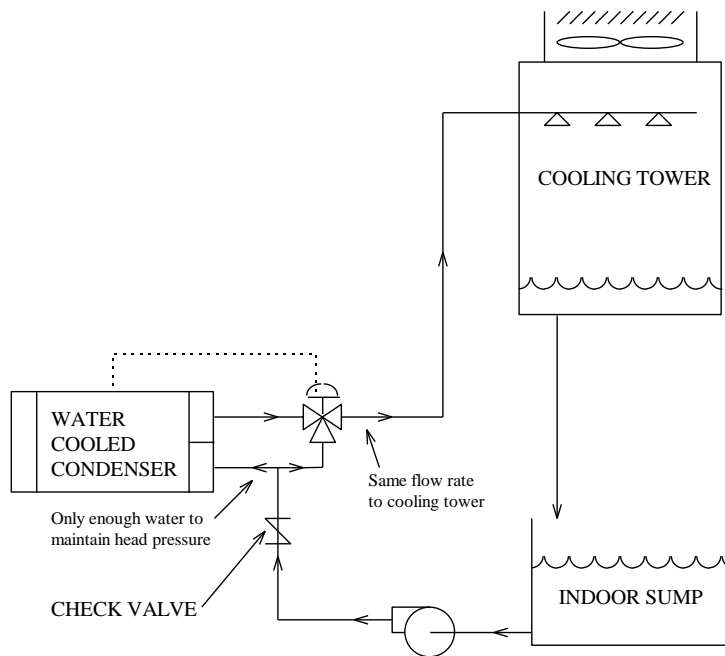 COOLING TOWER
WATER
COOLED
CONDENSER
Same flow rate
to cooling tower
Only enough water to
maintain head pressure
CHECK VALVE
INDOOR SUMP